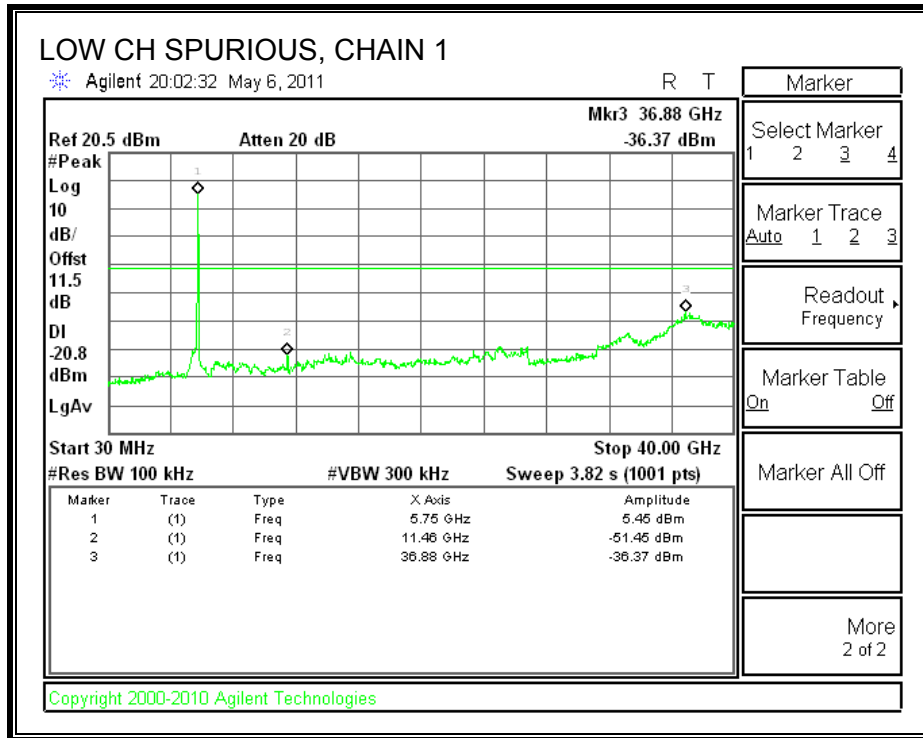 LOW CH SPURIOUS, CHAIN 1
Agilent 20:02:32 May 6, 2011 R T
Mkr3 36.88 GHz
Ref 20.5 dBm Atten 20 dB -36.37 dBm
#Peak
Log
10
dB/
Offst
11.5
dB
DI
-20.8
dBm
LgAv
1
2
3
Start 30 MHz Stop 40.00 GHz
#Res BW 100 kHz #VBW 300 kHz Sweep 3.82 s (1001 pts)
Marker Trace Type X Axis Amplitude
1 (1) Freq 5.75 GHz 5.45 dBm
2 (1) Freq 11.46 GHz -51.45 dBm
3 (1) Freq 36.88 GHz -36.37 dBm
Marker
Select Marker
1 2 3 4
Marker Trace
Auto 1 2 3
Readout
Frequency
Marker Table
On Off
Marker All Off
More
2 of 2
Copyright 2000-2010 Agilent Technologies